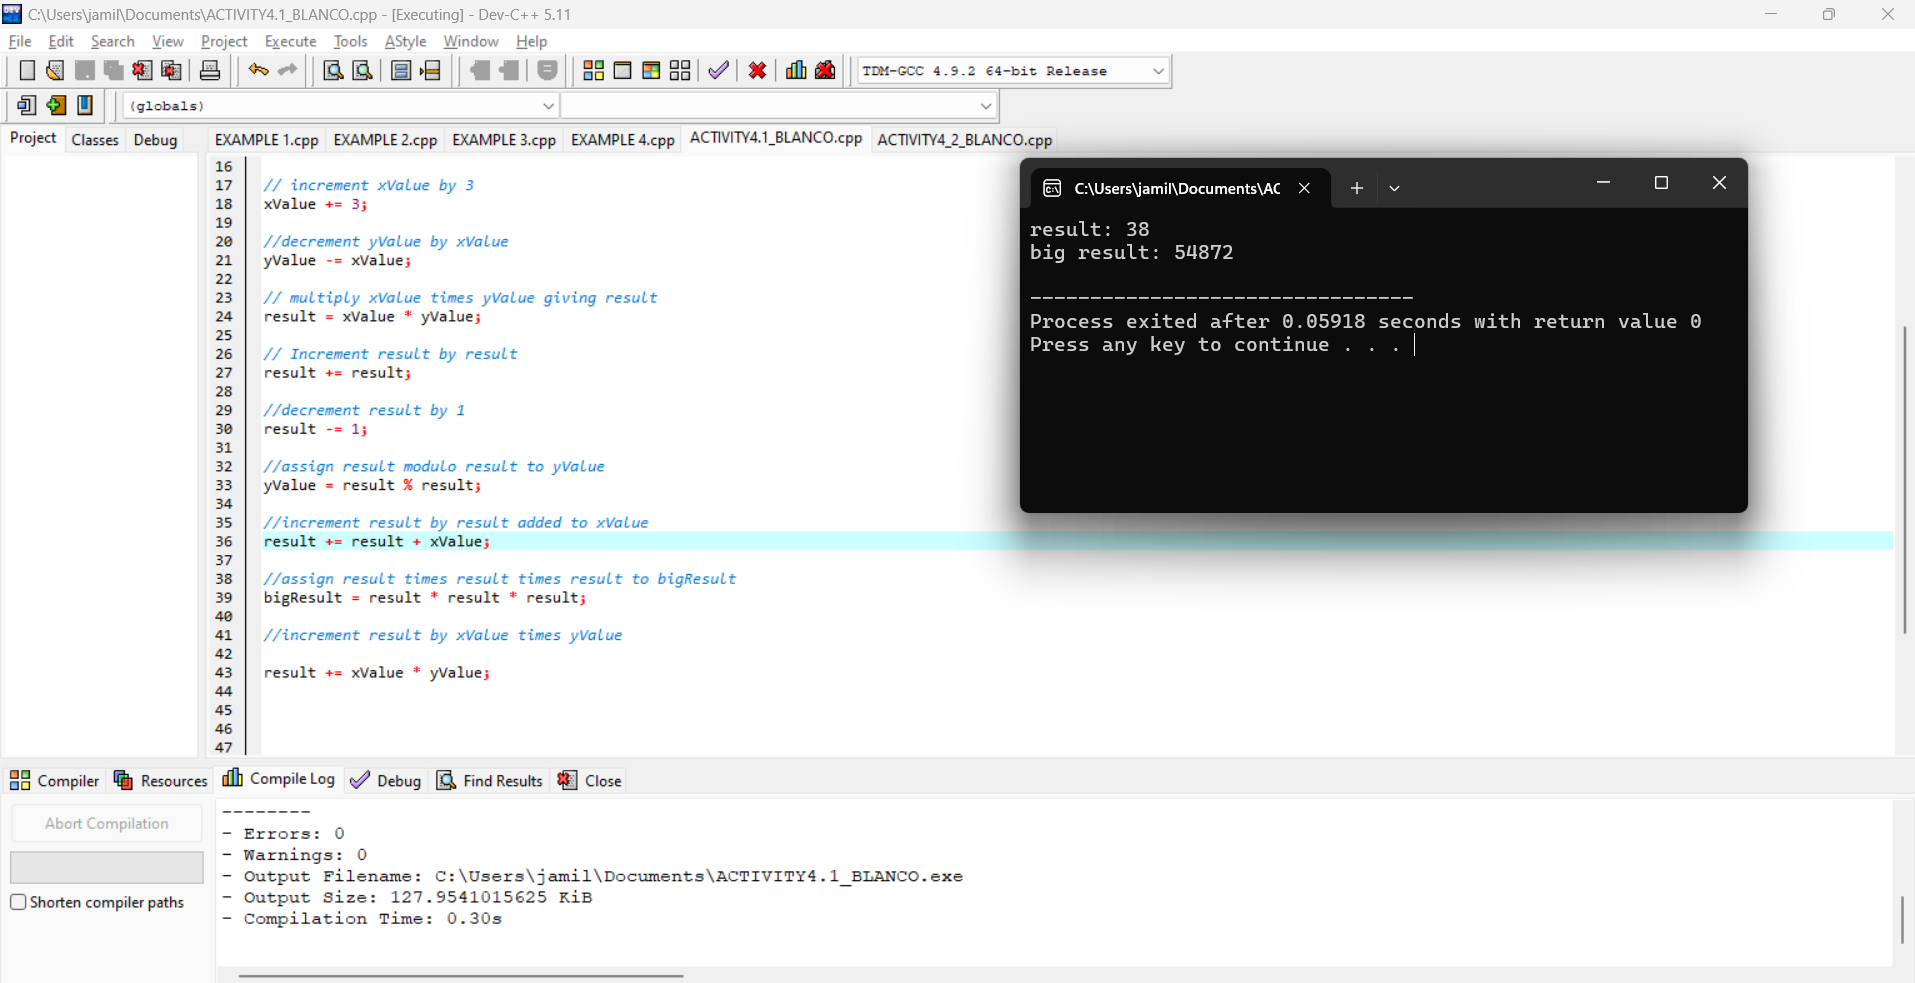 C:\Users\jamil\Documents\ACTIVITY4.1_BLANCO.cpp - [Executing] - Dev-C++ 5.11
File Edit Search View Project Execute Tools AStyle Window Help
TDM-GCC 4.9.2 64-bit Release
(globals)
Project Classes Debug
EXAMPLE 1.cpp EXAMPLE 2.cpp EXAMPLE 3.cpp EXAMPLE 4.cpp ACTIVITY4.1_BLANCO.cpp ACTIVITY4_2_BLANCO.cpp
16
17 // increment xValue by 3
18 xValue += 3;
19
20 //decrement yValue by xValue
21 yValue -= xValue;
22
23 // multiply xValue times yValue giving result
24 result = xValue * yValue;
25
26 // Increment result by result
27 result += result;
28
29 //decrement result by 1
30 result -= 1;
31
32 //assign result modulo result to yValue
33 yValue = result % result;
34
35 //increment result by result added to xValue
36 result += result + xValue;
37
38 //assign result times result times result to bigResult
39 bigResult = result * result * result;
40
41 //increment result by xValue times yValue
42
43 result += xValue * yValue;
44
45
46
47
C:\Users\jamil\Documents\AC
result: 38
big result: 54872
--------------------------------
Process exited after 0.05918 seconds with return value 0
Press any key to continue . . .
Compiler Resources Compile Log Debug Find Results Close
Abort Compilation
Shorten compiler paths
--------
- Errors: 0
- Warnings: 0
- Output Filename: C:\Users\jamil\Documents\ACTIVITY4.1_BLANCO.exe
- Output Size: 127.9541015625 KiB
- Compilation Time: 0.30s